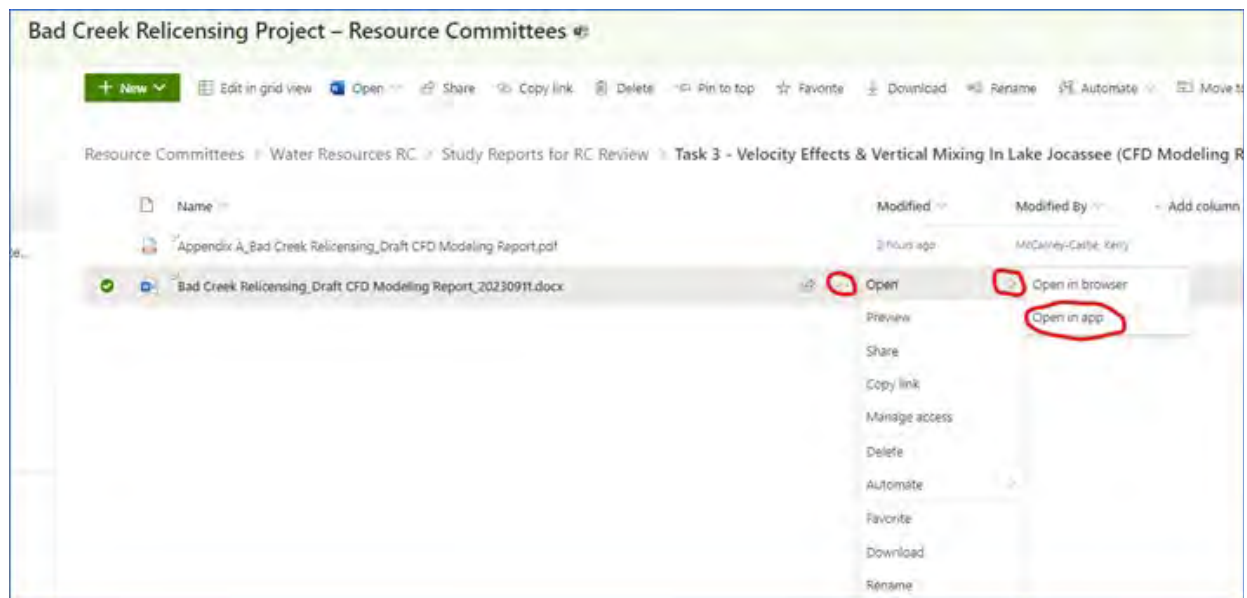 Bad Creek Relicensing Project – Resource Committees
+ New Edit in grid view Open Share Copy link Delete Pin to top Favorite Download Rename Automate Move to
Resource Committees > Water Resources RC > Study Reports for RC Review > Task 3 - Velocity Effects & Vertical Mixing In Lake Jocassee (CFD Modeling R
Name Modified Modified By Add column
Appendix A_Bad Creek Relicensing_Draft CFD Modeling Report.pdf 2 hours ago
Bad Creek Relicensing_Draft CFD Modeling Report_20230911.docx Open Open in browser
Preview Open in app
Share
Copy link
Manage access
Delete
Automate
Favorite
Download
Rename